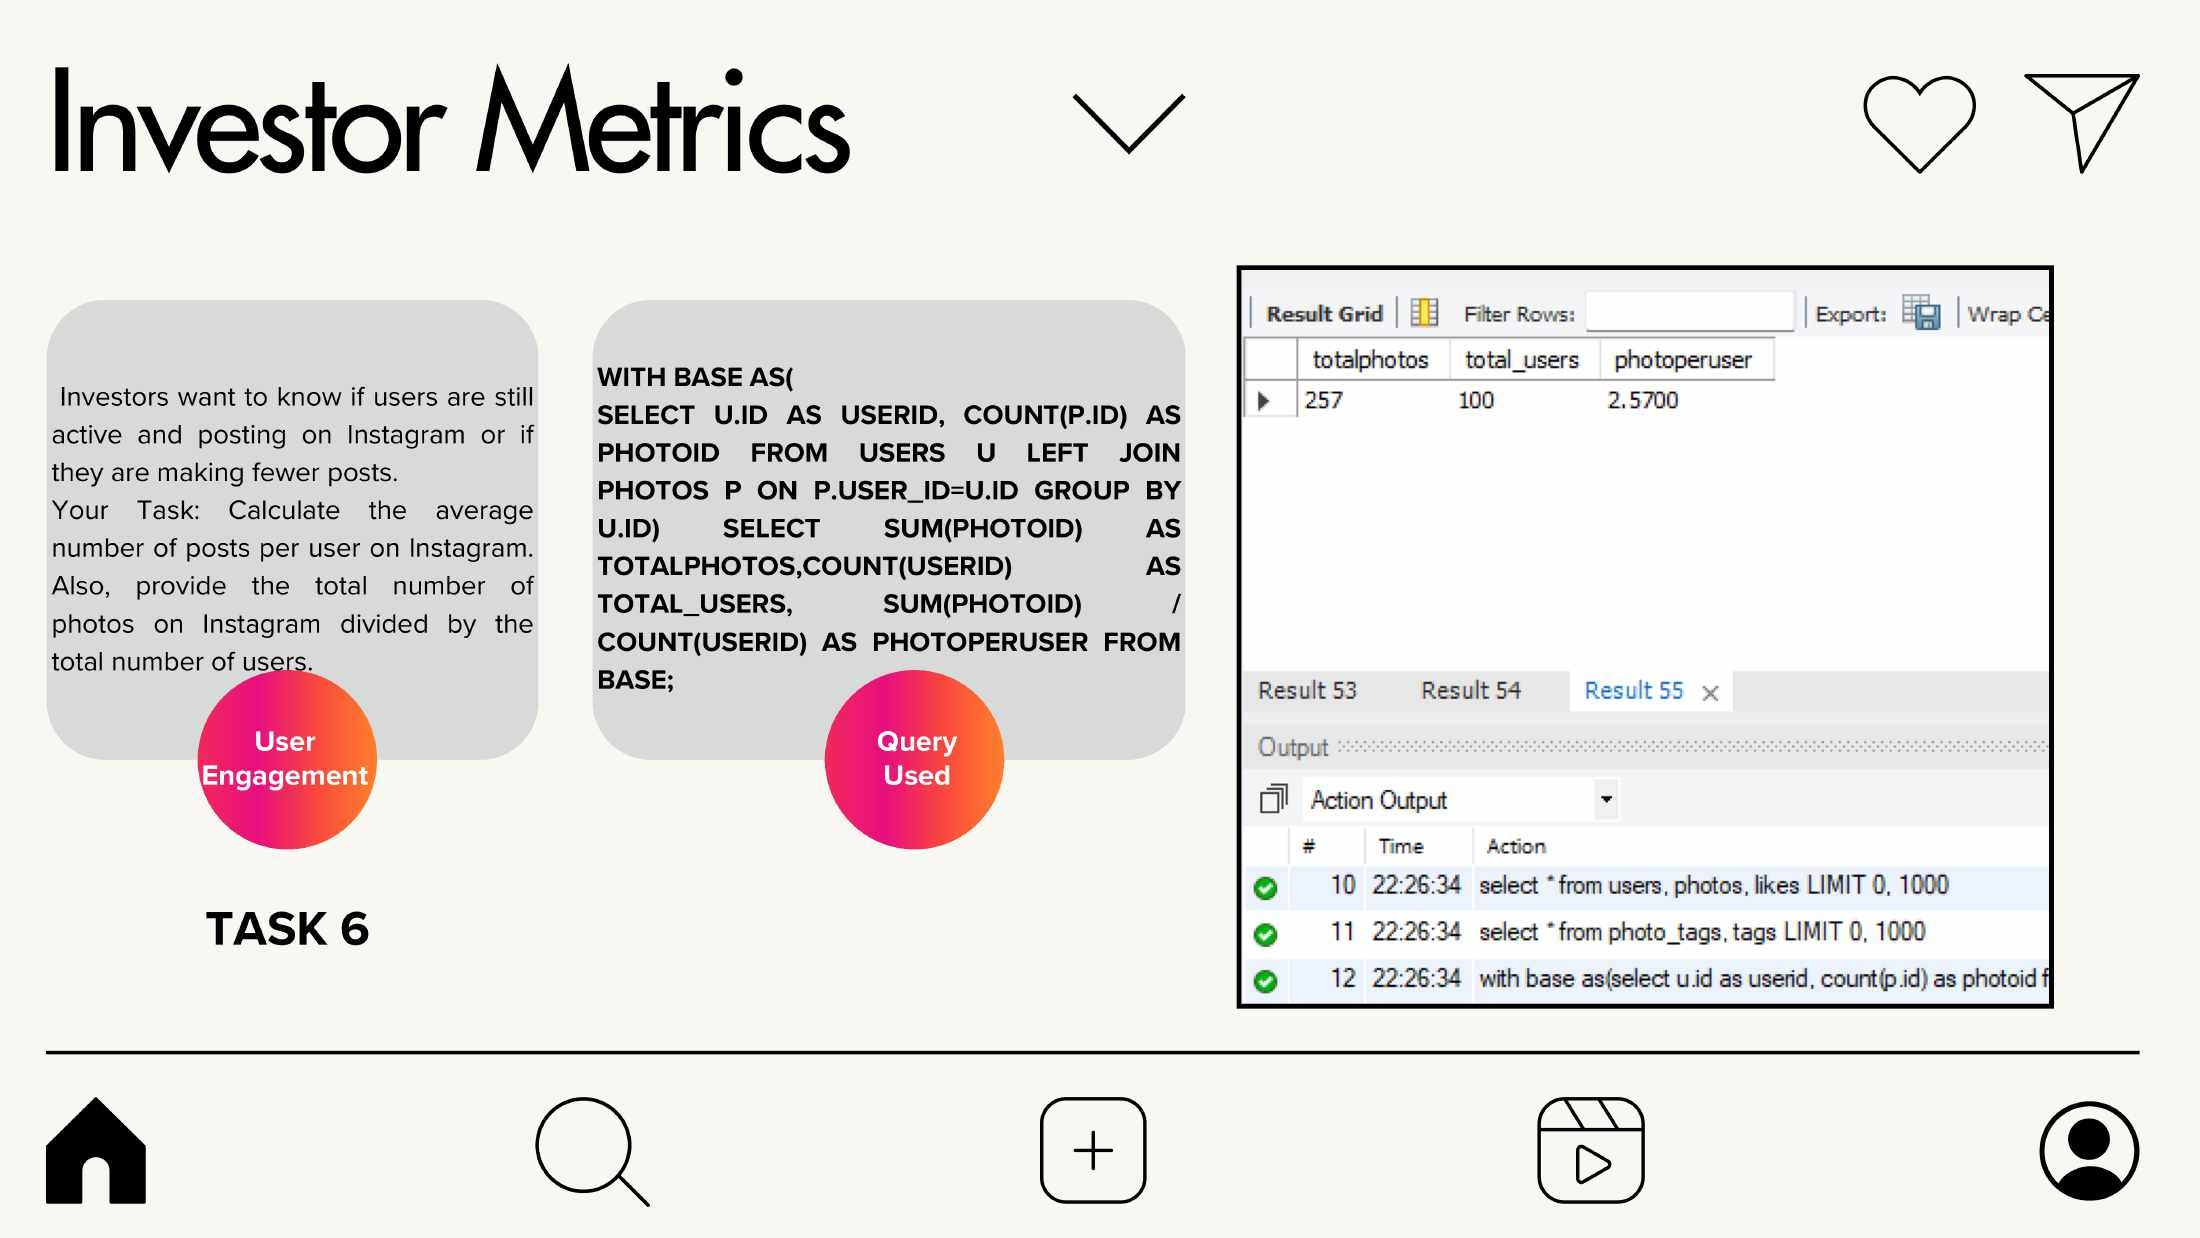 Investor Metrics
Investors want to know if users are still
active and posting on Instagram or if
they are making fewer posts.
Your Task: Calculate the average
number of posts per user on Instagram.
Also, provide the total number of
photos on Instagram divided by the
total number of users.
User
Engagement
TASK 6
WITH BASE AS(
SELECT U.ID AS USERID, COUNT(P.ID) AS
PHOTOID FROM USERS U LEFT JOIN
PHOTOS P ON P.USER_ID=U.ID GROUP BY
U.ID) SELECT SUM(PHOTOID) AS
TOTALPHOTOS,COUNT(USERID) AS
TOTAL_USERS, SUM(PHOTOID) /
COUNT(USERID) AS PHOTOPERUSER FROM
BASE;
Query
Used
Result Grid Filter Rows: Export: Wrap Ce
totalphotos total_users photoperuser
257 100 2.5700
Result 53 Result 54 Result 55
Output
Action Output
# Time Action
10 22:26:34 select * from users, photos, likes LIMIT 0, 1000
11 22:26:34 select * from photo_tags, tags LIMIT 0, 1000
12 22:26:34 with base as(select u.id as userid, count(p.id) as photoid f